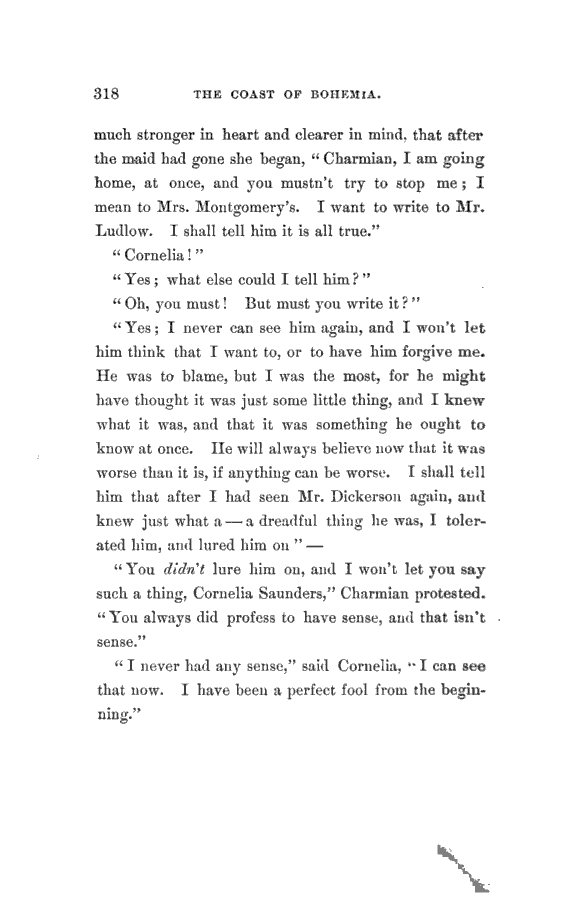 318 THE COAST OF BOHEMIA.
much stronger in heart and clearer in mind, that after
the maid had gone she began, “ Charmian, I am going
home, at once, and you mustn’t try to stop me ; I
mean to Mrs. Montgomery’s. I want to write to Mr.
Ludlow. I shall tell him it is all true.”
“ Cornelia ! ”
“ Yes ; what else could I tell him ? ”
“ Oh, you must ! But must you write it ? ”
“ Yes ; I never can see him again, and I won’t let
him think that I want to, or to have him forgive me.
He was to blame, but I was the most, for he might
have thought it was just some little thing, and I knew
what it was, and that it was something he ought to
know at once. He will always believe now that it was
worse than it is, if anything can be worse. I shall tell
him that after I had seen Mr. Dickerson again, and
knew just what a — a dreadful thing he was, I toler-
ated him, and lured him on ” —
“ You didn’t lure him on, and I won’t let you say
such a thing, Cornelia Saunders,” Charmian protested.
“ You always did profess to have sense, and that isn’t
sense.”
“ I never had any sense,” said Cornelia, “ I can see
that now. I have been a perfect fool from the begin-
ning.”